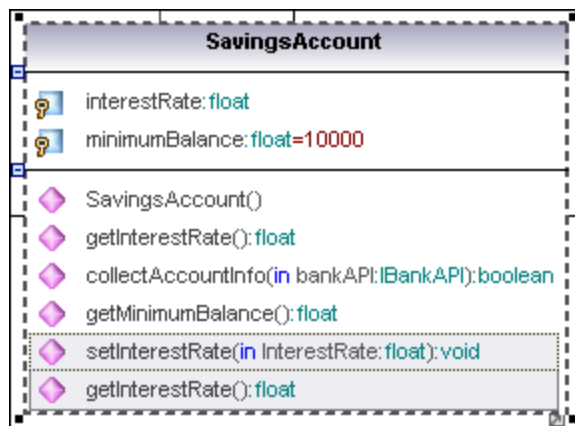 SavingsAccount
interestRate:float
minimumBalance:float=10000
SavingsAccount()
getInterestRate():float
collectAccountInfo(in bankAPI:IBankAPI):boolean
getMinimumBalance():float
setInterestRate(in InterestRate:float):void
getInterestRate():float